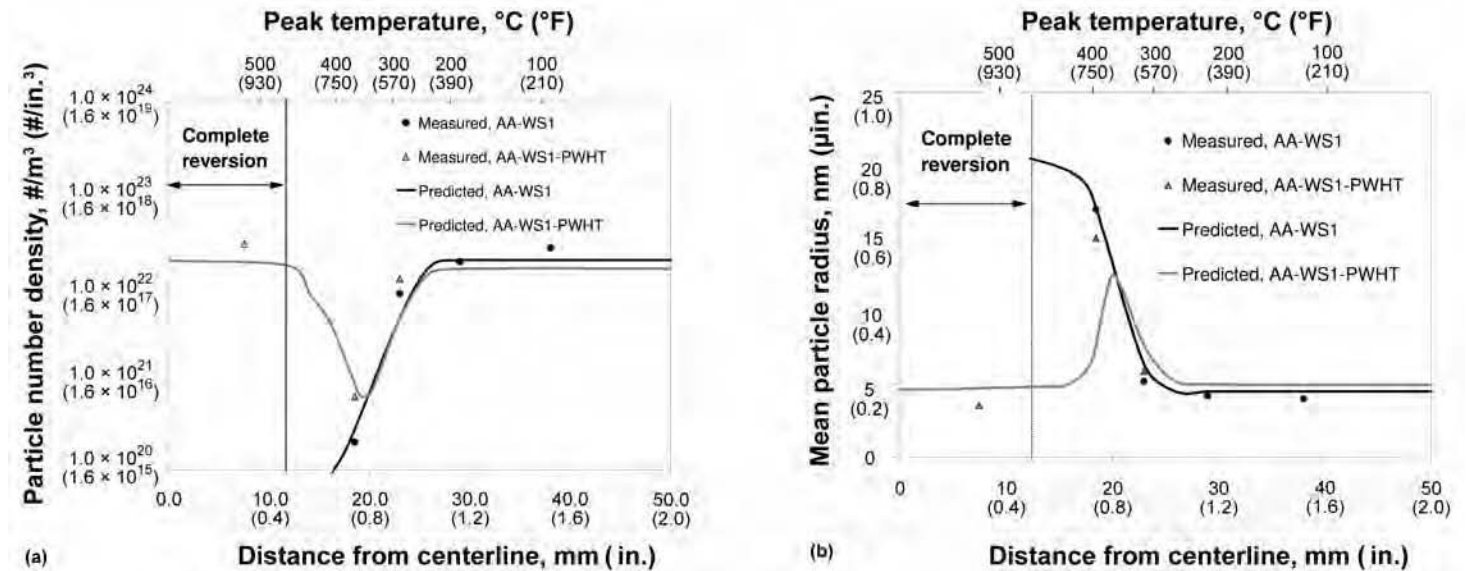 Peak temperature, °C (°F)
500 400 300 200 100
(930) (750) (570) (390) (210)
Particle number density, #/m³ (#/in.³)
1.0 × 10²⁴
(1.6 × 10¹⁹)
1.0 × 10²³
(1.6 × 10¹⁸)
1.0 × 10²²
(1.6 × 10¹⁷)
1.0 × 10²¹
(1.6 × 10¹⁶)
1.0 × 10²⁰
(1.6 × 10¹⁵)
Complete
reversion
Measured, AA-WS1
Measured, AA-WS1-PWHT
Predicted, AA-WS1
Predicted, AA-WS1-PWHT
0.0 10.0 20.0 30.0 40.0 50.0
(0.4) (0.8) (1.2) (1.6) (2.0)
(a)
Distance from centerline, mm ( in.)
Peak temperature, °C (°F)
500 400 300 200 100
(930) (750) (570) (390) (210)
Mean particle radius, nm (μin.)
25
(1.0)
20
(0.8)
15
(0.6)
10
(0.4)
5
(0.2)
0
Complete
reversion
Measured, AA-WS1
Measured, AA-WS1-PWHT
Predicted, AA-WS1
Predicted, AA-WS1-PWHT
0 10 20 30 40 50
(0.4) (0.8) (1.2) (1.6) (2.0)
(b)
Distance from centerline, mm ( in.)